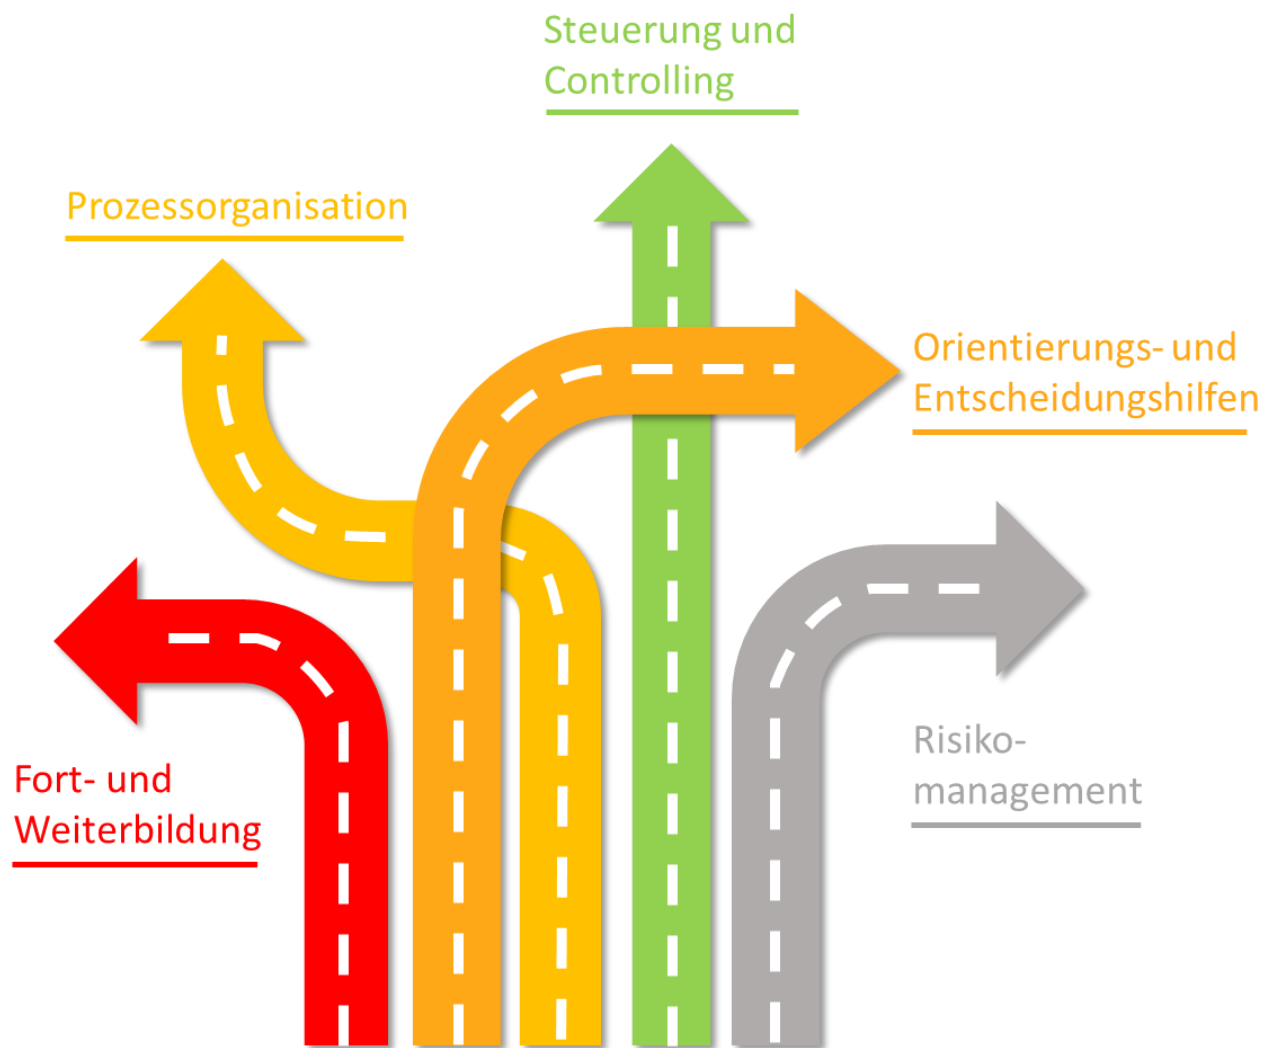 Steuerung und
Controlling
Prozessorganisation
Orientierungs- und
Entscheidungshilfen
Risiko-
management
Fort- und
Weiterbildung